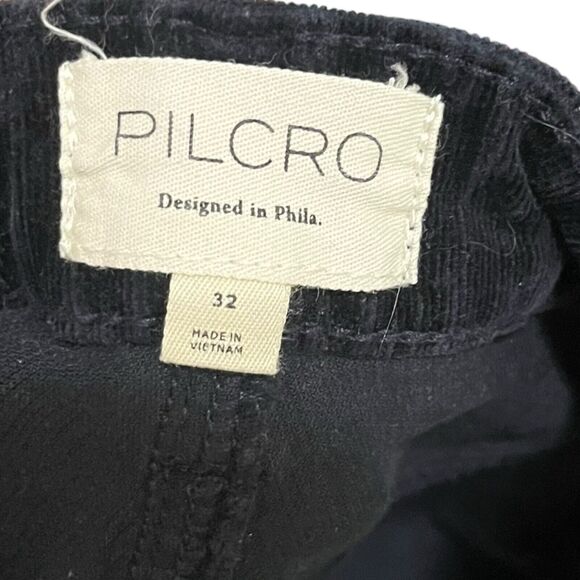 PILCRO
Designed in Phila.
32
MADE IN
VIETNAM